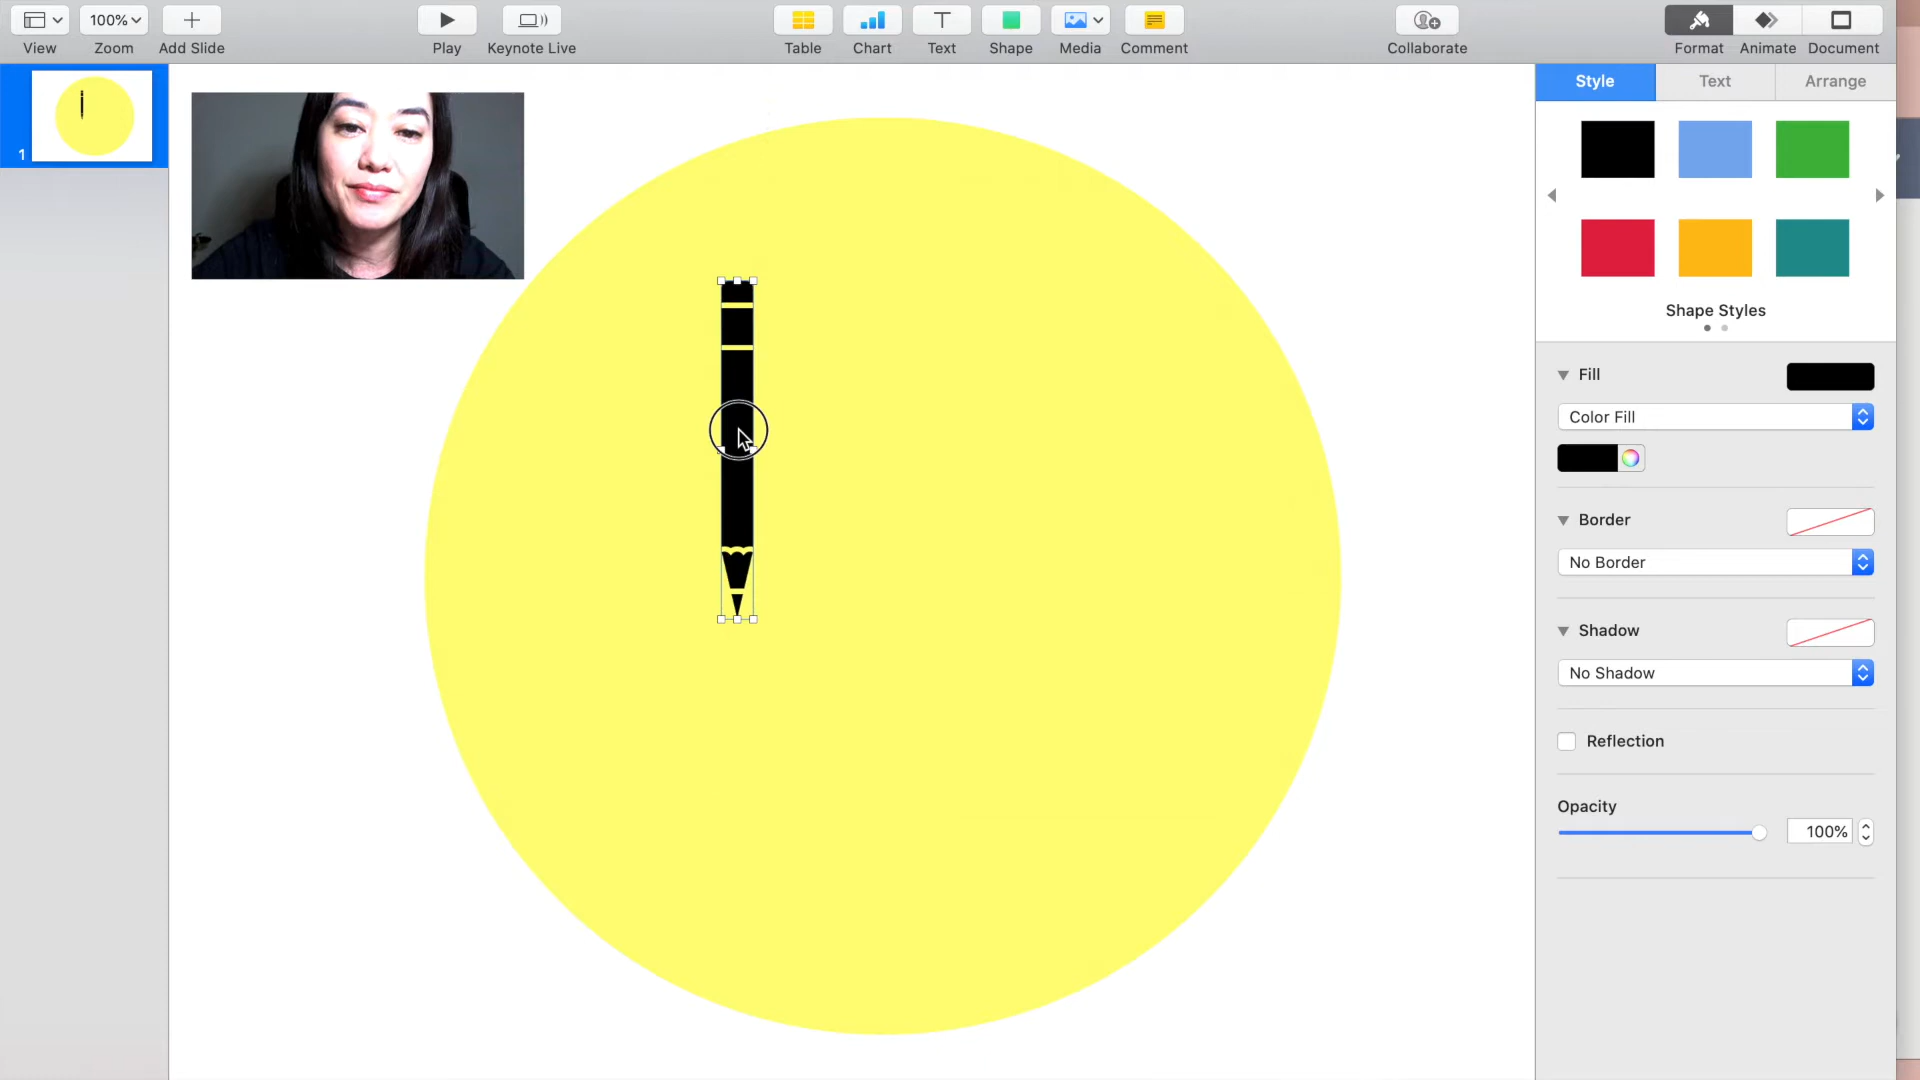 100%
View
Zoom
Add Slide
Play
Keynote Live
Table
Chart
Text
Shape
Media
Comment
Collaborate
Format
Animate
Document
1
Style
Text
Arrange
Shape Styles
Fill
Color Fill
Border
No Border
Shadow
No Shadow
Reflection
Opacity
100%